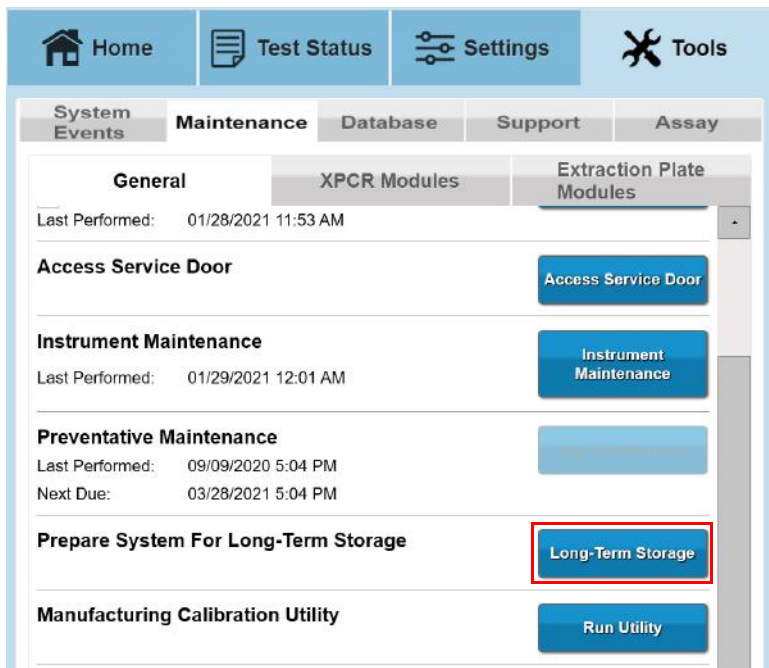 Home
Test Status
Settings
Tools
System
Events
Maintenance
Database
Support
Assay
General
XPCR Modules
Extraction Plate
Modules
Last Performed: 01/28/2021 11:53 AM
Access Service Door
Access Service Door
Instrument Maintenance
Instrument
Maintenance
Last Performed: 01/29/2021 12:01 AM
Preventative Maintenance
Last Performed: 09/09/2020 5:04 PM
Next Due: 03/28/2021 5:04 PM
Prepare System For Long-Term Storage
Long-Term Storage
Manufacturing Calibration Utility
Run Utility